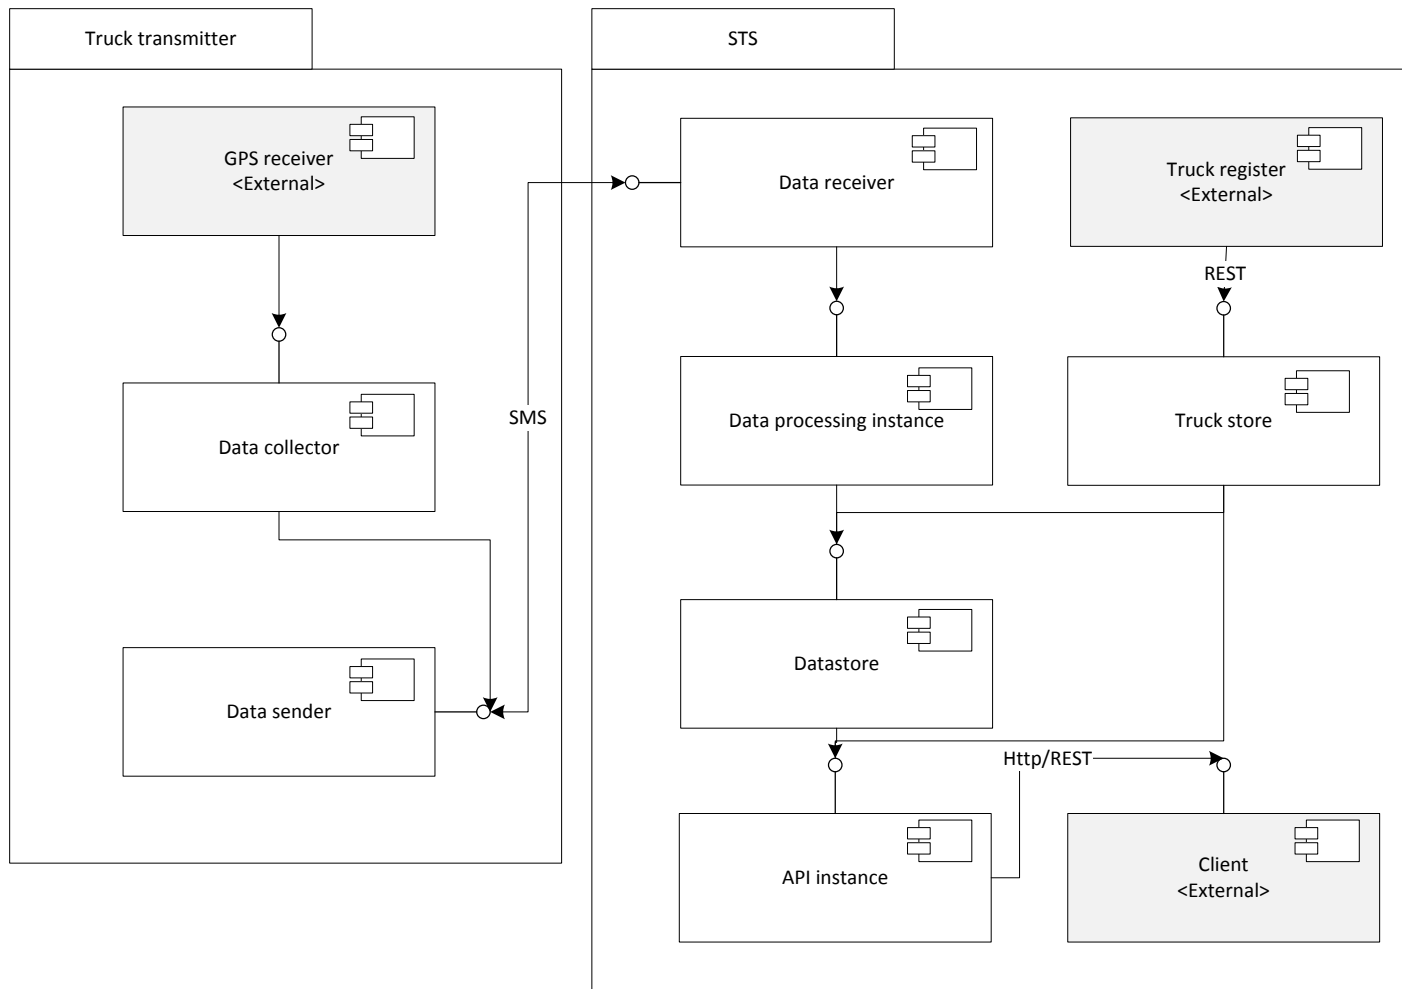 Truck transmitter
STS
GPS receiver
<External>
Data collector
Data sender
SMS
Data receiver
Truck register
<External>
REST
Data processing instance
Truck store
Datastore
Http/REST
API instance
Client
<External>